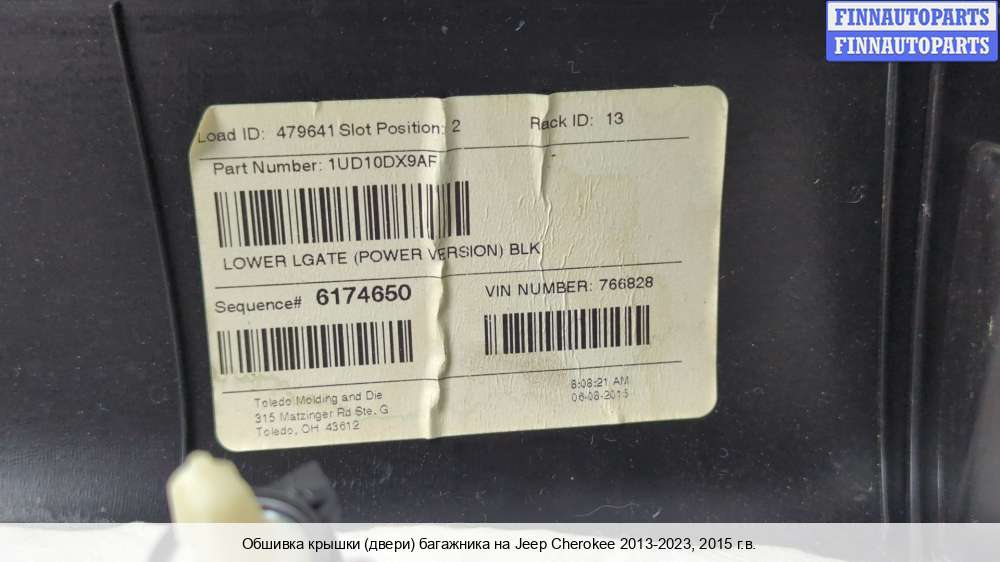 FINNAUTOPARTS
FINNAUTOPARTS
Load ID: 479641 Slot Position: 2 Rack ID: 13
Part Number: 1UD10DX9AF
LOWER LGATE (POWER VERSION) BLK
Sequence# 6174650 VIN NUMBER: 766828
Toledo Molding and Die
315 Matzinger Rd Ste. G
Toledo, OH 43612
8:08:21 AM
06-08-2015
Обшивка крышки (двери) багажника на Jeep Cherokee 2013-2023, 2015 г.в.